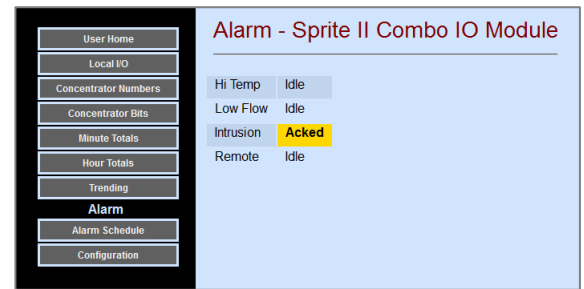 User Home
Local I/O
Concentrator Numbers
Concentrator Bits
Minute Totals
Hour Totals
Trending
Alarm
Alarm Schedule
Configuration
Alarm - Sprite II Combo IO Module
Hi Temp Idle
Low Flow Idle
Intrusion Acked
Remote Idle